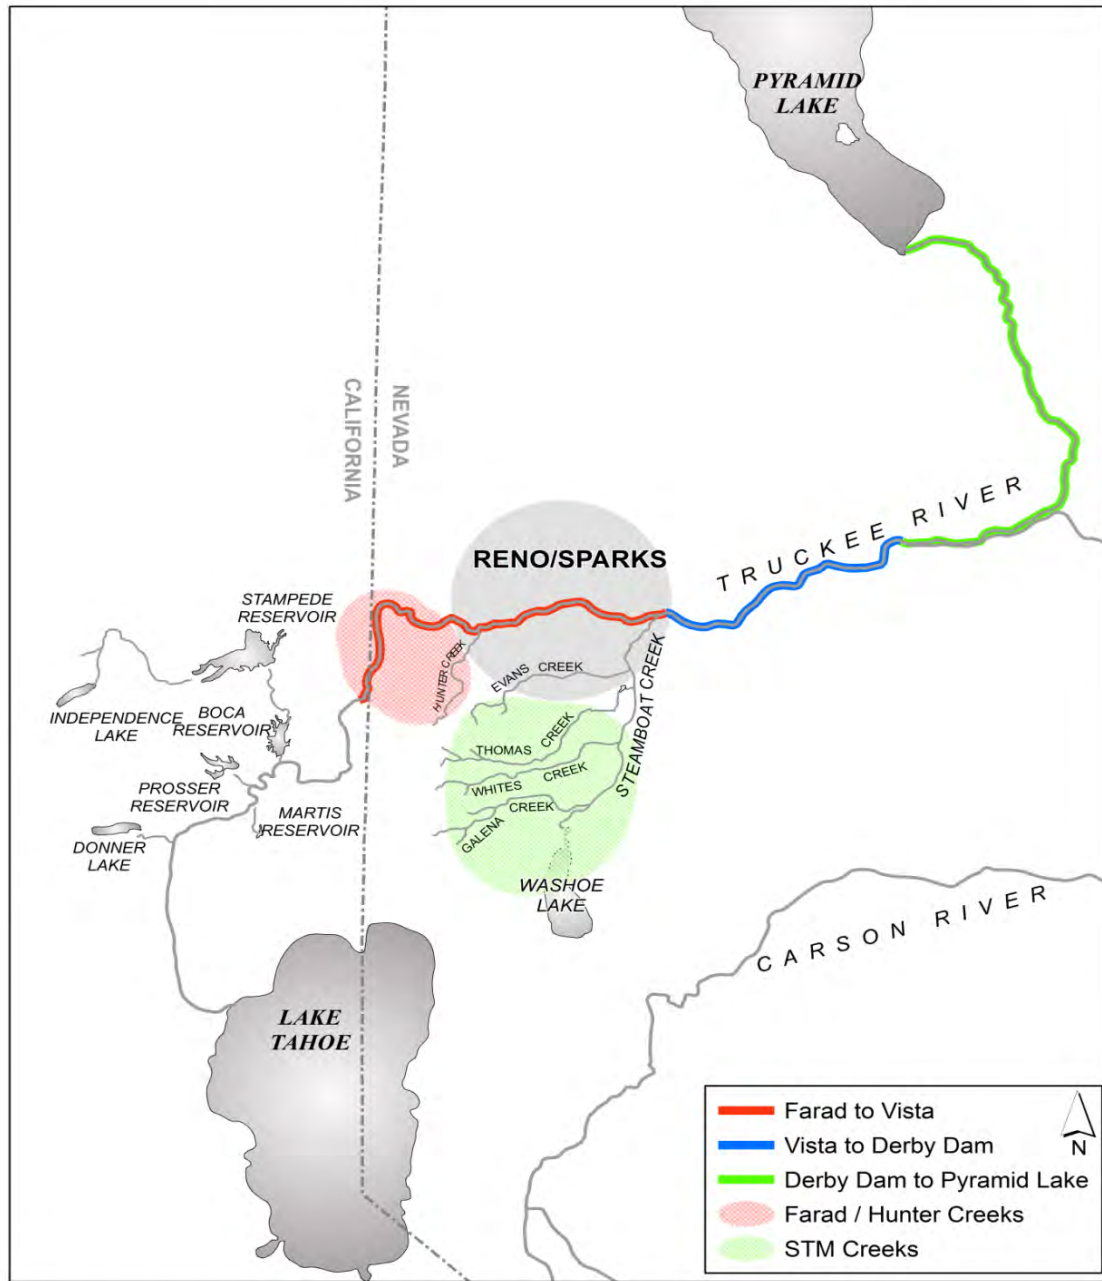 PYRAMID
LAKE
CALIFORNIA
NEVADA
TRUCKEE RIVER
RENO/SPARKS
STAMPEDE
RESERVOIR
HUNTER CREEK
EVANS CREEK
STEAMBOAT CREEK
INDEPENDENCE
LAKE
BOCA
RESERVOIR
THOMAS CREEK
WHITES CREEK
PROSSER
RESERVOIR
MARTIS
RESERVOIR
GALENA CREEK
DONNER
LAKE
WASHOE
LAKE
CARSON RIVER
LAKE
TAHOE
Farad to Vista
Vista to Derby Dam
Derby Dam to Pyramid Lake
Farad / Hunter Creeks
STM Creeks
N